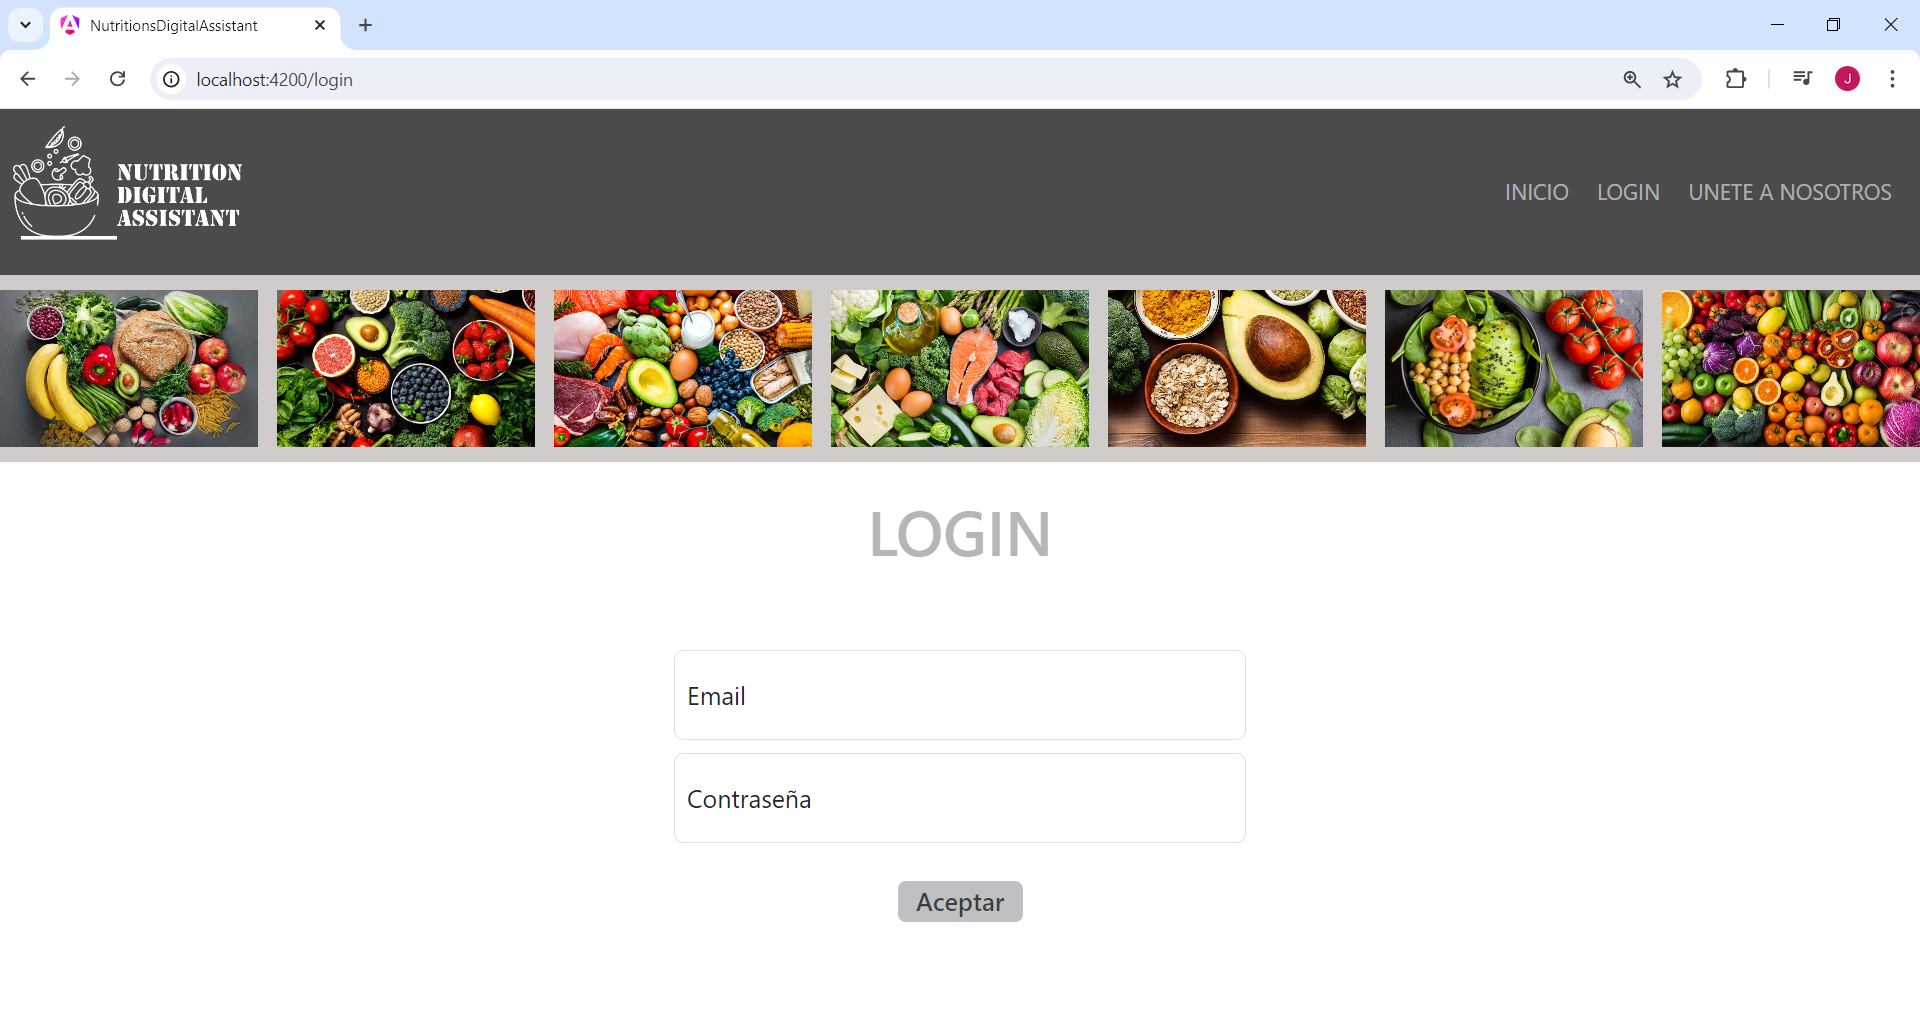 NutritionsDigitalAssistant
localhost:4200/login
J
NUTRITION
DIGITAL
ASSISTANT
INICIO LOGIN UNETE A NOSOTROS
LOGIN
Email
Contraseña
Aceptar